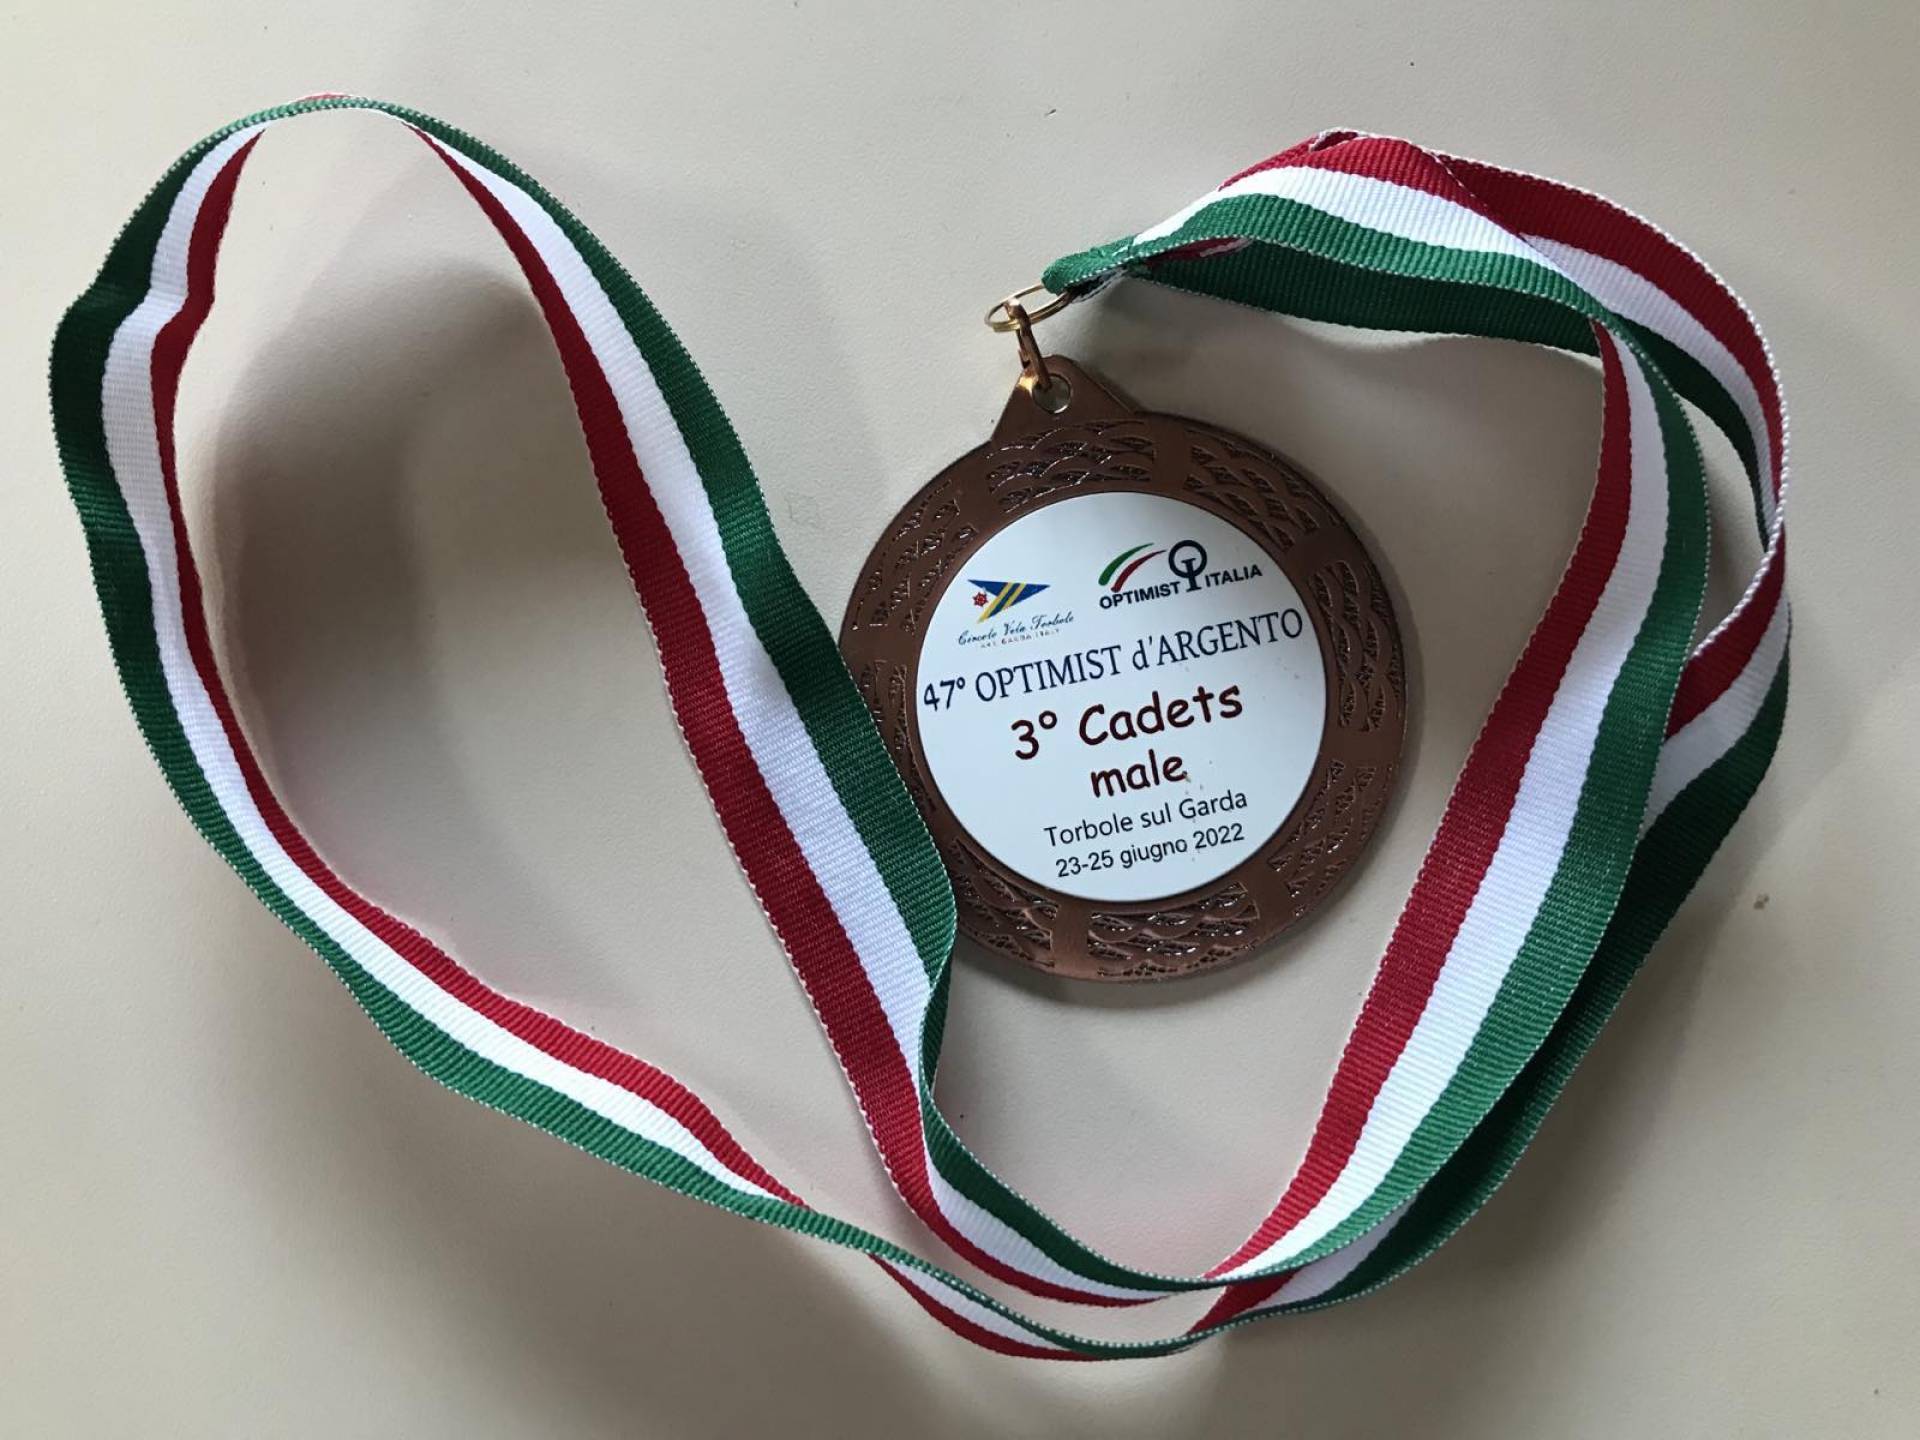 OPTIMIST ITALIA
Circolo Vela Torbole
47° OPTIMIST d'ARGENTO
3° Cadets
male
Torbole sul Garda
23-25 giugno 2022